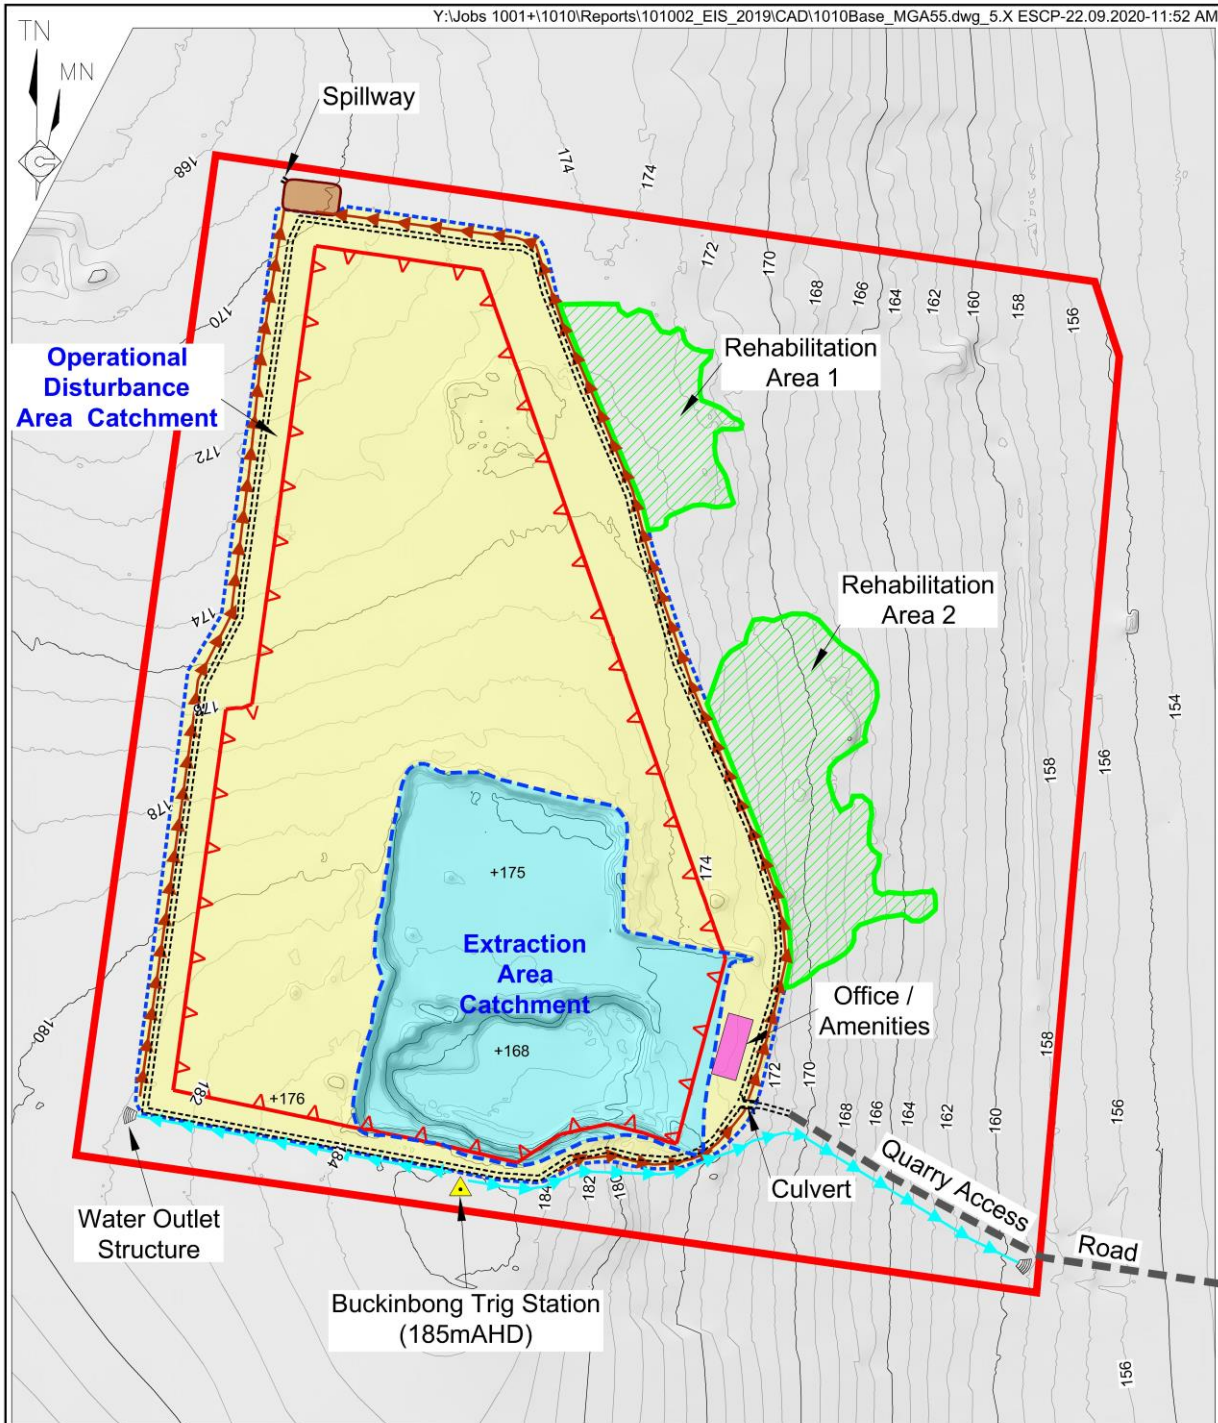 Y:\Jobs 1001+\1010\Reports\101002_EIS_2019\CAD\1010Base_MGA55.dwg_5.X ESCP-22.09.2020-11:52 AM
TN
MN
Spillway
168
174
174
172
170
168
166
164
162
160
158
156
170
Operational
Disturbance
Area Catchment
Rehabilitation
Area 1
172
Rehabilitation
Area 2
174
176
154
156
158
178
174
+175
Extraction
Area
Catchment
Office /
Amenities
180
+168
158
172
170
182
+176
168
166
164
162
160
156
184
184
182
180
Culvert
Quarry Access
Road
Water Outlet
Structure
Buckinbong Trig Station
(185mAHD)
156